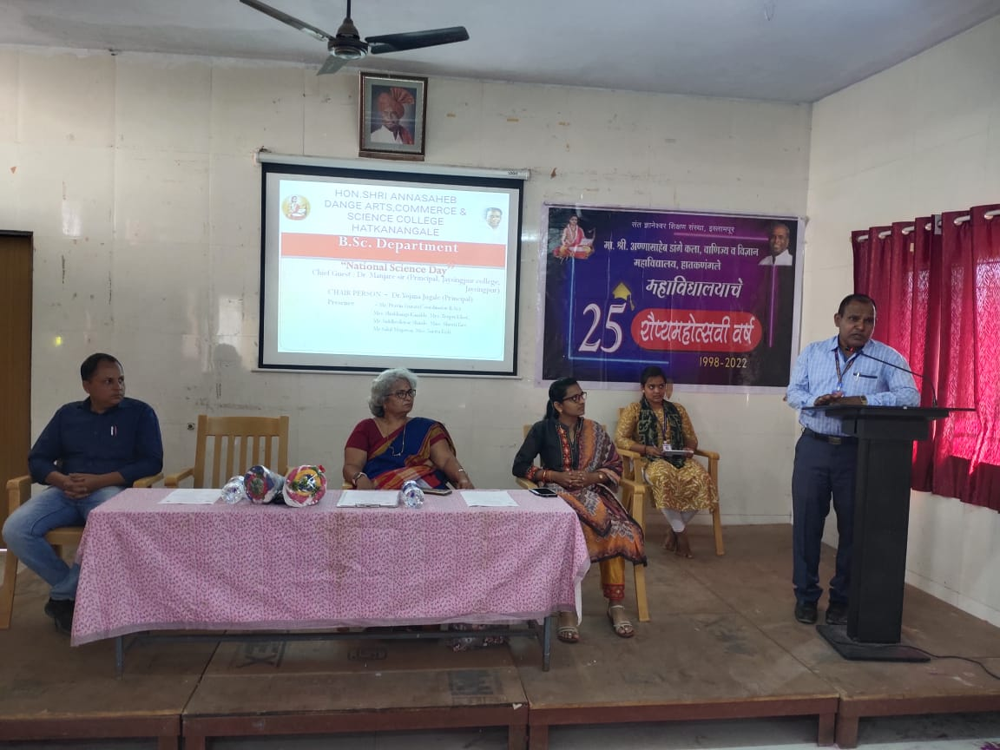 HON.SHRI ANNASAHEB
DANGE ARTS,COMMERCE &
SCIENCE COLLEGE
HATKANANGALE
B.Sc. Department
“National Science Day”
Chief Guest : Dr. Manjare sir (Principal, Jaysingpur college,
Jaysingpur)
CHAIR PERSON – Dr.Yojana Jugale (Principal)
Presence
संत ज्ञानेश्वर शिक्षण संस्था, इस्लामपूर
मा. श्री. अण्णासाहेब डांगे कला, वाणिज्य व विज्ञान
महाविद्यालय, हातकणंगले
महाविद्यालयाचे
25
रौप्यमहोत्सवी वर्ष
1998-2022